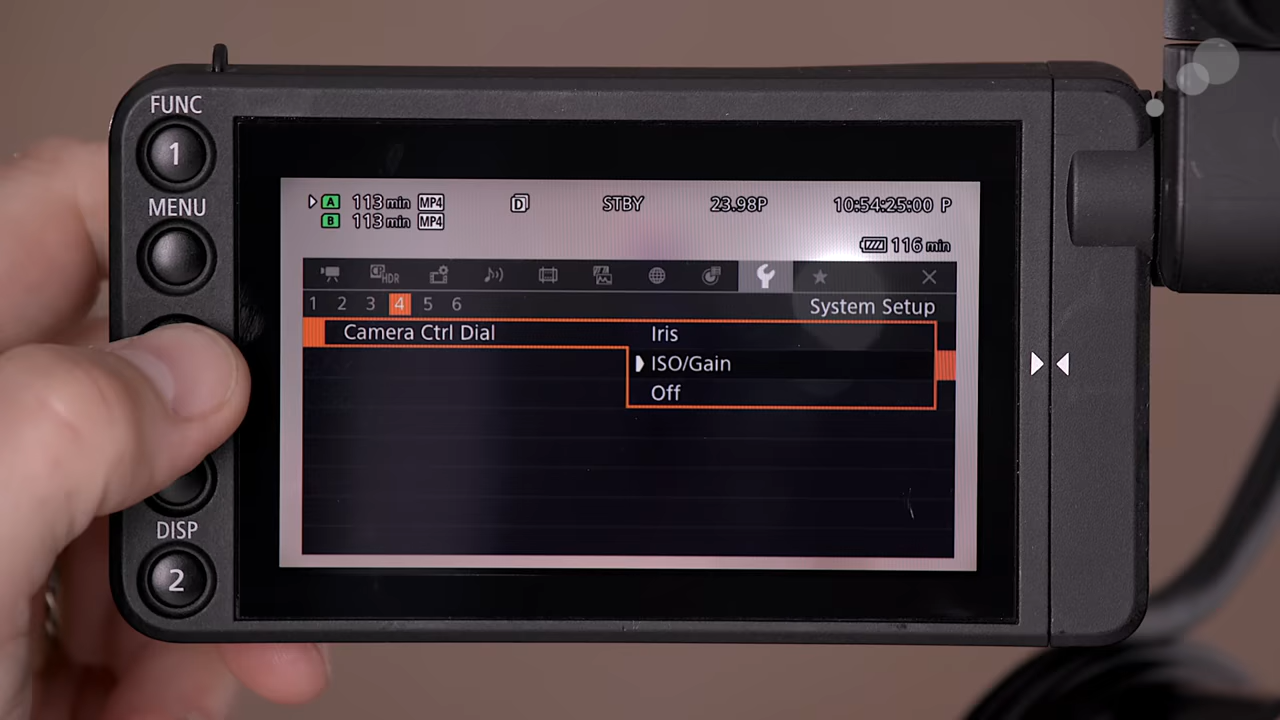 FUNC
1
MENU
DISP
2
A 113 min MP4 D STBY 23.98P 10:54:25:00 P
B 113 min MP4
116 min
HDR
1 2 3 4 5 6 System Setup
Camera Ctrl Dial
Iris
ISO/Gain
Off